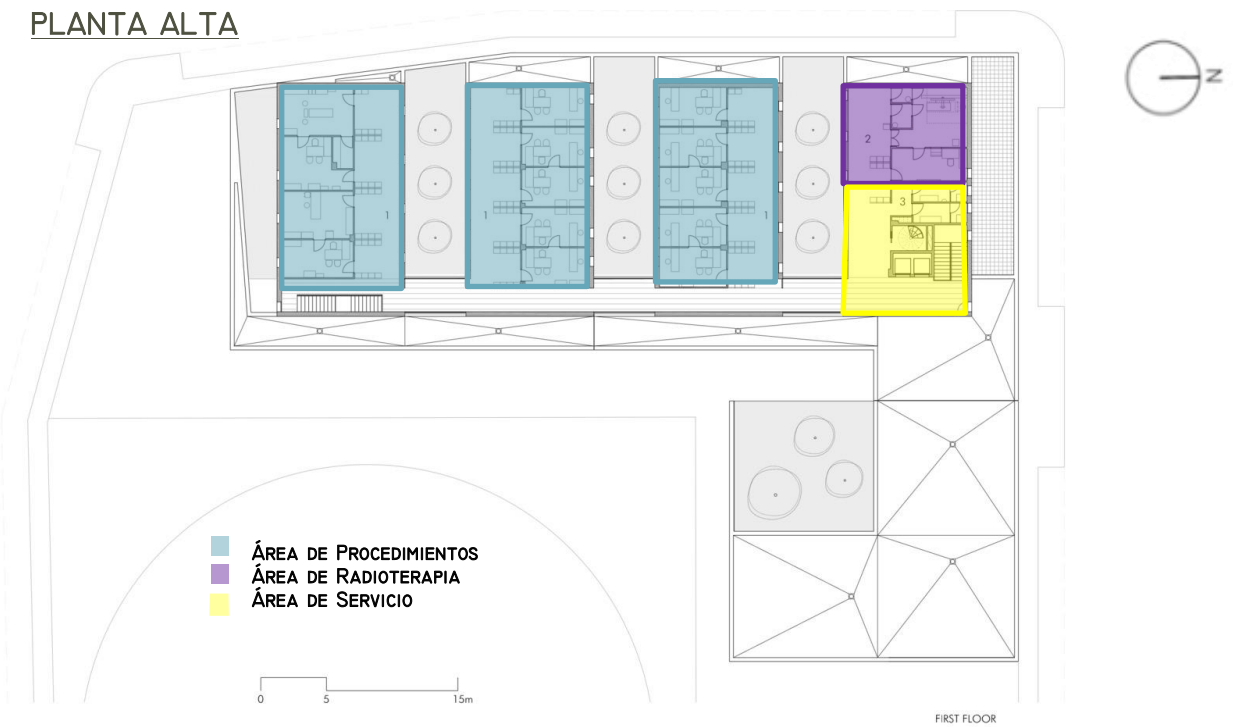 PLANTA ALTA
N
1
1
1
2
3
ÁREA DE PROCEDIMIENTOS
ÁREA DE RADIOTERAPIA
ÁREA DE SERVICIO
0 5 15m
FIRST FLOOR